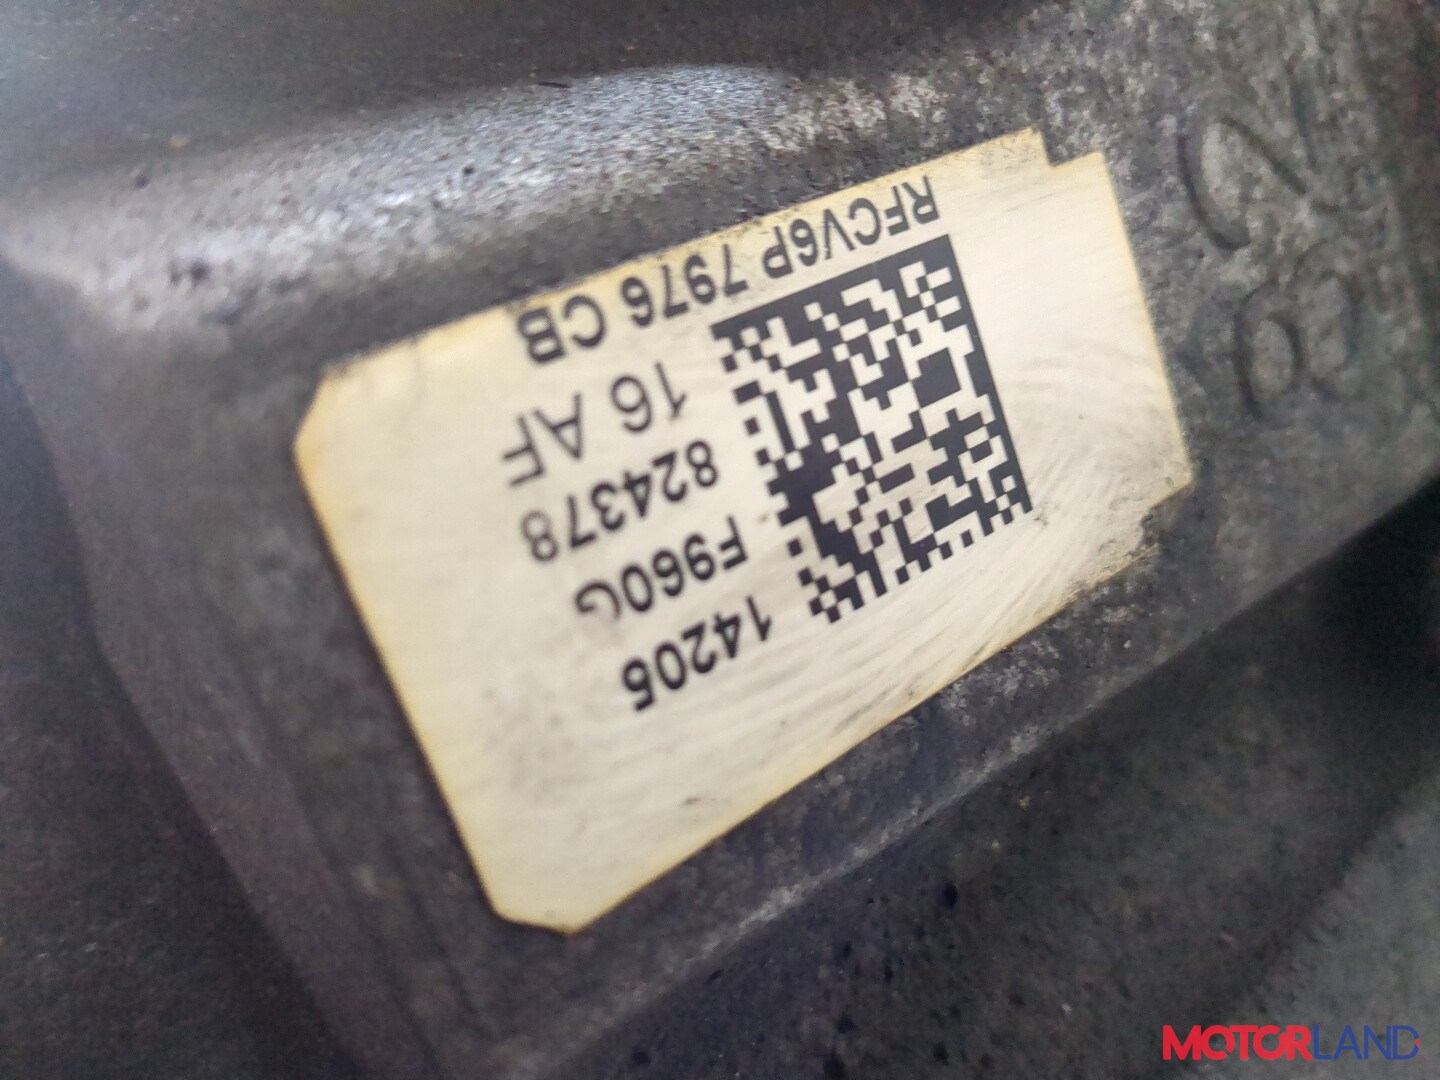 14205
F960G
824378
16 AF
RFCV6P 7976 CB
MOTORLAND